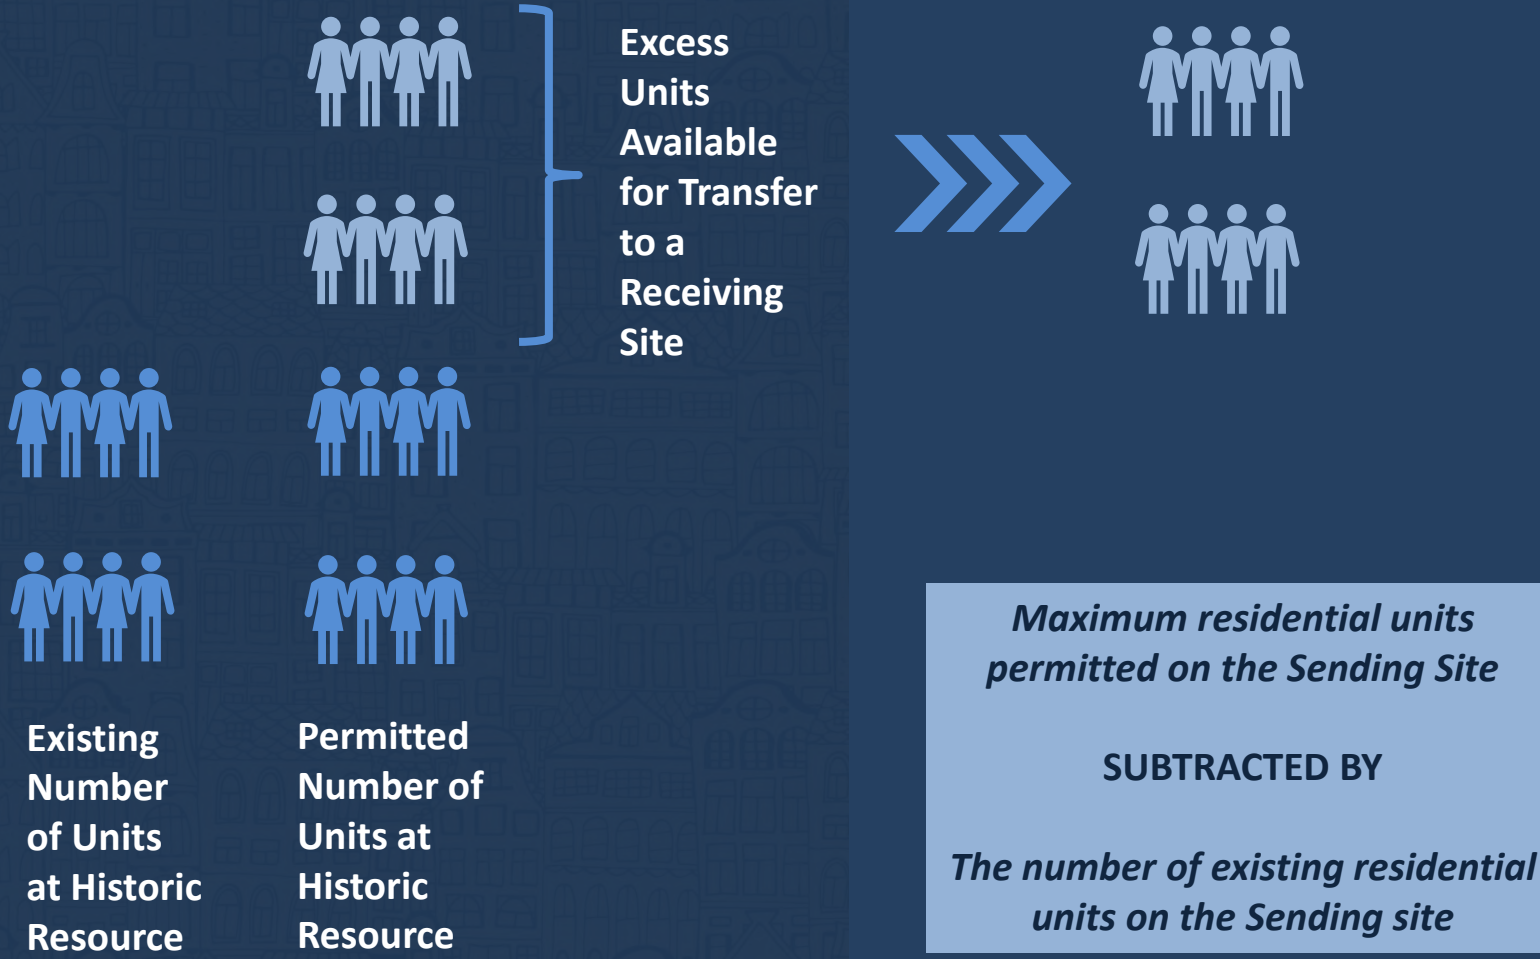 Excess
Units
Available
for Transfer
to a
Receiving
Site
Existing
Number
of Units
at Historic
Resource
Permitted
Number of
Units at
Historic
Resource
Maximum residential units
permitted on the Sending Site
SUBTRACTED BY
The number of existing residential
units on the Sending site